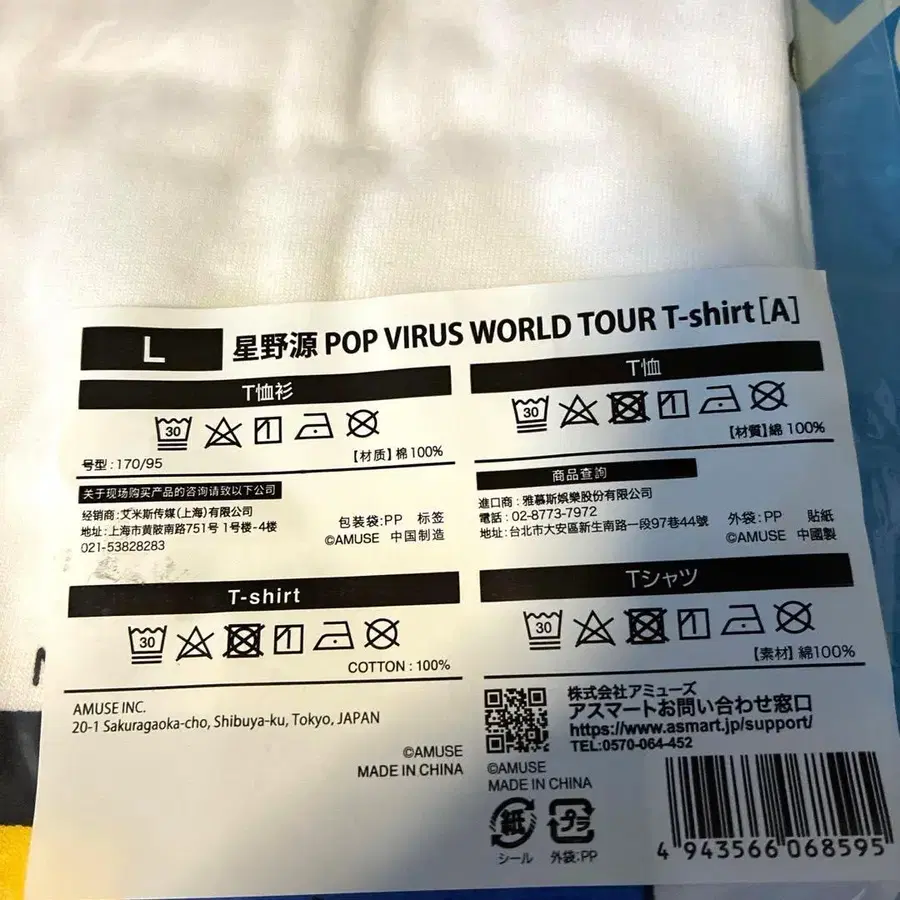 L
星野源 POP VIRUS WORLD TOUR T-shirt [A]
T恤衫
30
号型 : 170/95
【材质】棉100%
关于现场购买产品的咨询请致以下公司
经销商: 艾米斯传媒(上海)有限公司
地址: 上海市黄陂南路751号 1号楼-4楼
021-53828283
包装袋: PP 标签
©AMUSE 中国制造
T恤
30
【材質】綿 100%
商品查詢
進口商 : 雅慕斯娛樂股份有限公司
電話 : 02-8773-7972
地址: 台北市大安區新生南路一段97巷44號
外袋: PP 貼紙
©AMUSE 中國製
T-shirt
30
COTTON : 100%
AMUSE INC.
20-1 Sakuragaoka-cho, Shibuya-ku, Tokyo, JAPAN
©AMUSE
MADE IN CHINA
Tシャツ
30
【素材】綿100%
株式会社アミューズ
アスマートお問い合わせ窓口
https://www.asmart.jp/support/
TEL:0570-064-452
©AMUSE
MADE IN CHINA
紙
シール
プラ
外袋:PP
4 943566 068595